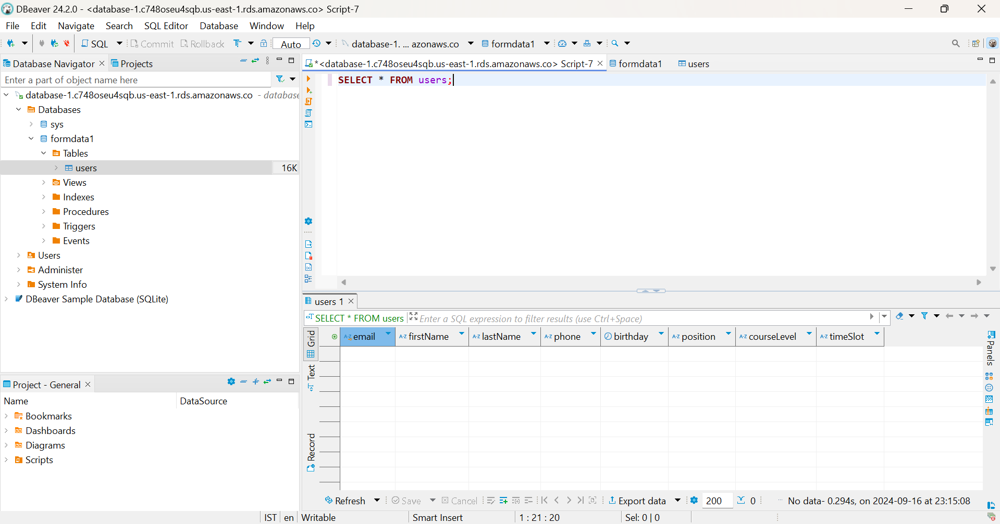 DBeaver 24.2.0 - <database-1.c748oseu4sqb.us-east-1.rds.amazonaws.co> Script-7
File Edit Navigate Search SQL Editor Database Window Help
SQL Commit Rollback Auto database-1. ... azonaws.co formdata1
Database Navigator Projects
*<database-1.c748oseu4sqb.us-east-1.rds.amazonaws.co> Script-7 formdata1 users
Enter a part of object name here
SELECT * FROM users;
database-1.c748oseu4sqb.us-east-1.rds.amazonaws.co - database
Databases
sys
formdata1
Tables
users 16K
Views
Indexes
Procedures
Triggers
Events
Users
Administer
System Info
DBeaver Sample Database (SQLite)
users 1
SELECT * FROM users Enter a SQL expression to filter results (use Ctrl+Space)
Grid
Text
Record
A-Z email A-Z firstName A-Z lastName A-Z phone birthday A-Z position A-Z courseLevel A-Z timeSlot
Panels
Project - General
Name DataSource
Bookmarks
Dashboards
Diagrams
Scripts
Refresh Save Cancel Export data 200 0 No data- 0.294s, on 2024-09-16 at 23:15:08
IST en Writable Smart Insert 1 : 21 : 20 Sel: 0 | 0